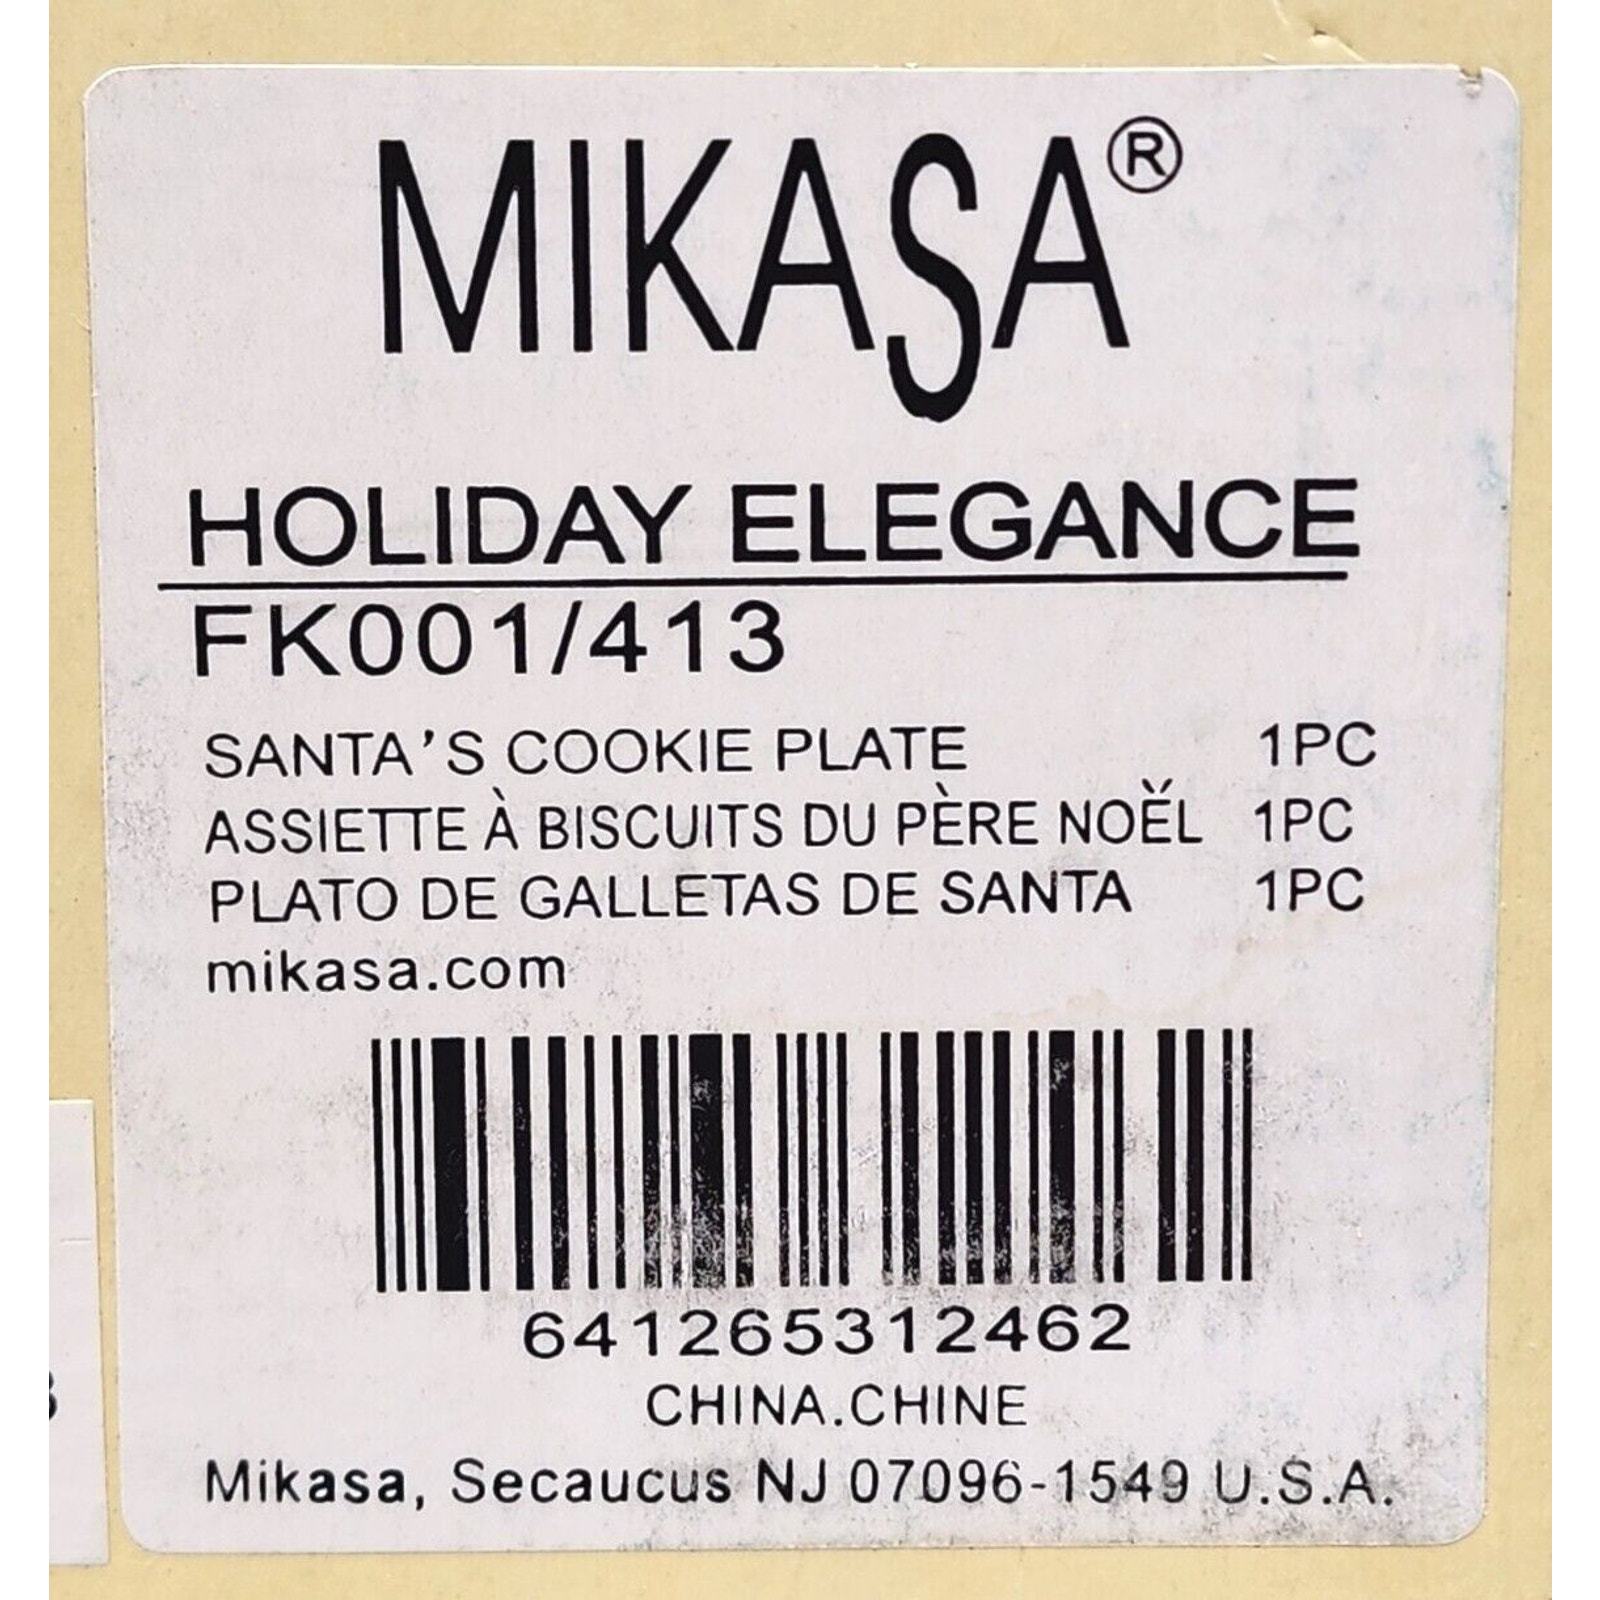 MIKASA®
HOLIDAY ELEGANCE
FK001/413
SANTA'S COOKIE PLATE 1PC
ASSIETTE À BISCUITS DU PÈRE NOËL 1PC
PLATO DE GALLETAS DE SANTA 1PC
mikasa.com
641265312462
CHINA.CHINE
Mikasa, Secaucus NJ 07096-1549 U.S.A.